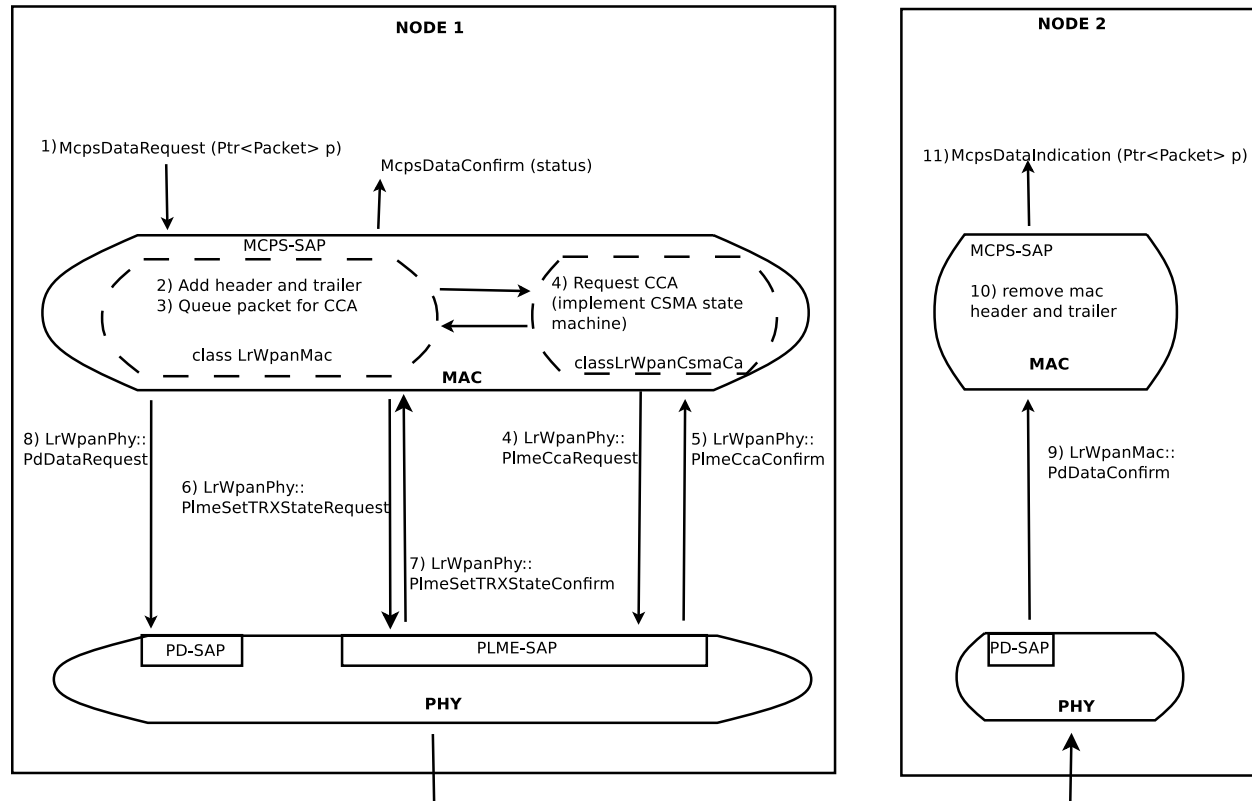 NODE 1
1) McpsDataRequest (Ptr<Packet> p)
McpsDataConfirm (status)
MCPS-SAP
2) Add header and trailer
3) Queue packet for CCA
class LrWpanMac
4) Request CCA
(implement CSMA state
machine)
classLrWpanCsmaCa
MAC
8) LrWpanPhy::
PdDataRequest
6) LrWpanPhy::
PlmeSetTRXStateRequest
7) LrWpanPhy::
PlmeSetTRXStateConfirm
4) LrWpanPhy::
PlmeCcaRequest
5) LrWpanPhy::
PlmeCcaConfirm
PD-SAP
PLME-SAP
PHY
NODE 2
11) McpsDataIndication (Ptr<Packet> p)
MCPS-SAP
10) remove mac
header and trailer
MAC
9) LrWpanMac::
PdDataConfirm
PD-SAP
PHY